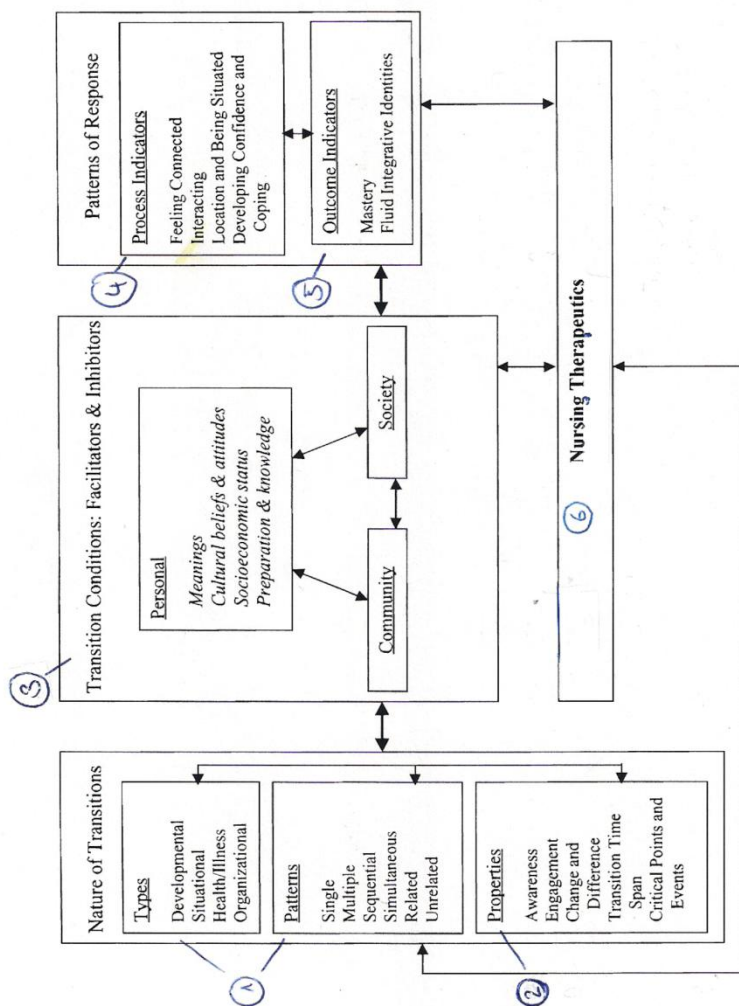 Nature of Transitions
①
Types
Developmental
Situational
Health/Illness
Organizational
Patterns
Single
Multiple
Sequential
Simultaneous
Related
Unrelated
②
Properties
Awareness
Engagement
Change and
Difference
Transition Time
Span
Critical Points and
Events
③
Transition Conditions: Facilitators & Inhibitors
Personal
Meanings
Cultural beliefs & attitudes
Socioeconomic status
Preparation & knowledge
Community
Society
Patterns of Response
④
Process Indicators
Feeling Connected
Interacting
Location and Being Situated
Developing Confidence and
Coping
⑤
Outcome Indicators
Mastery
Fluid Integrative Identities
⑥
Nursing Therapeutics